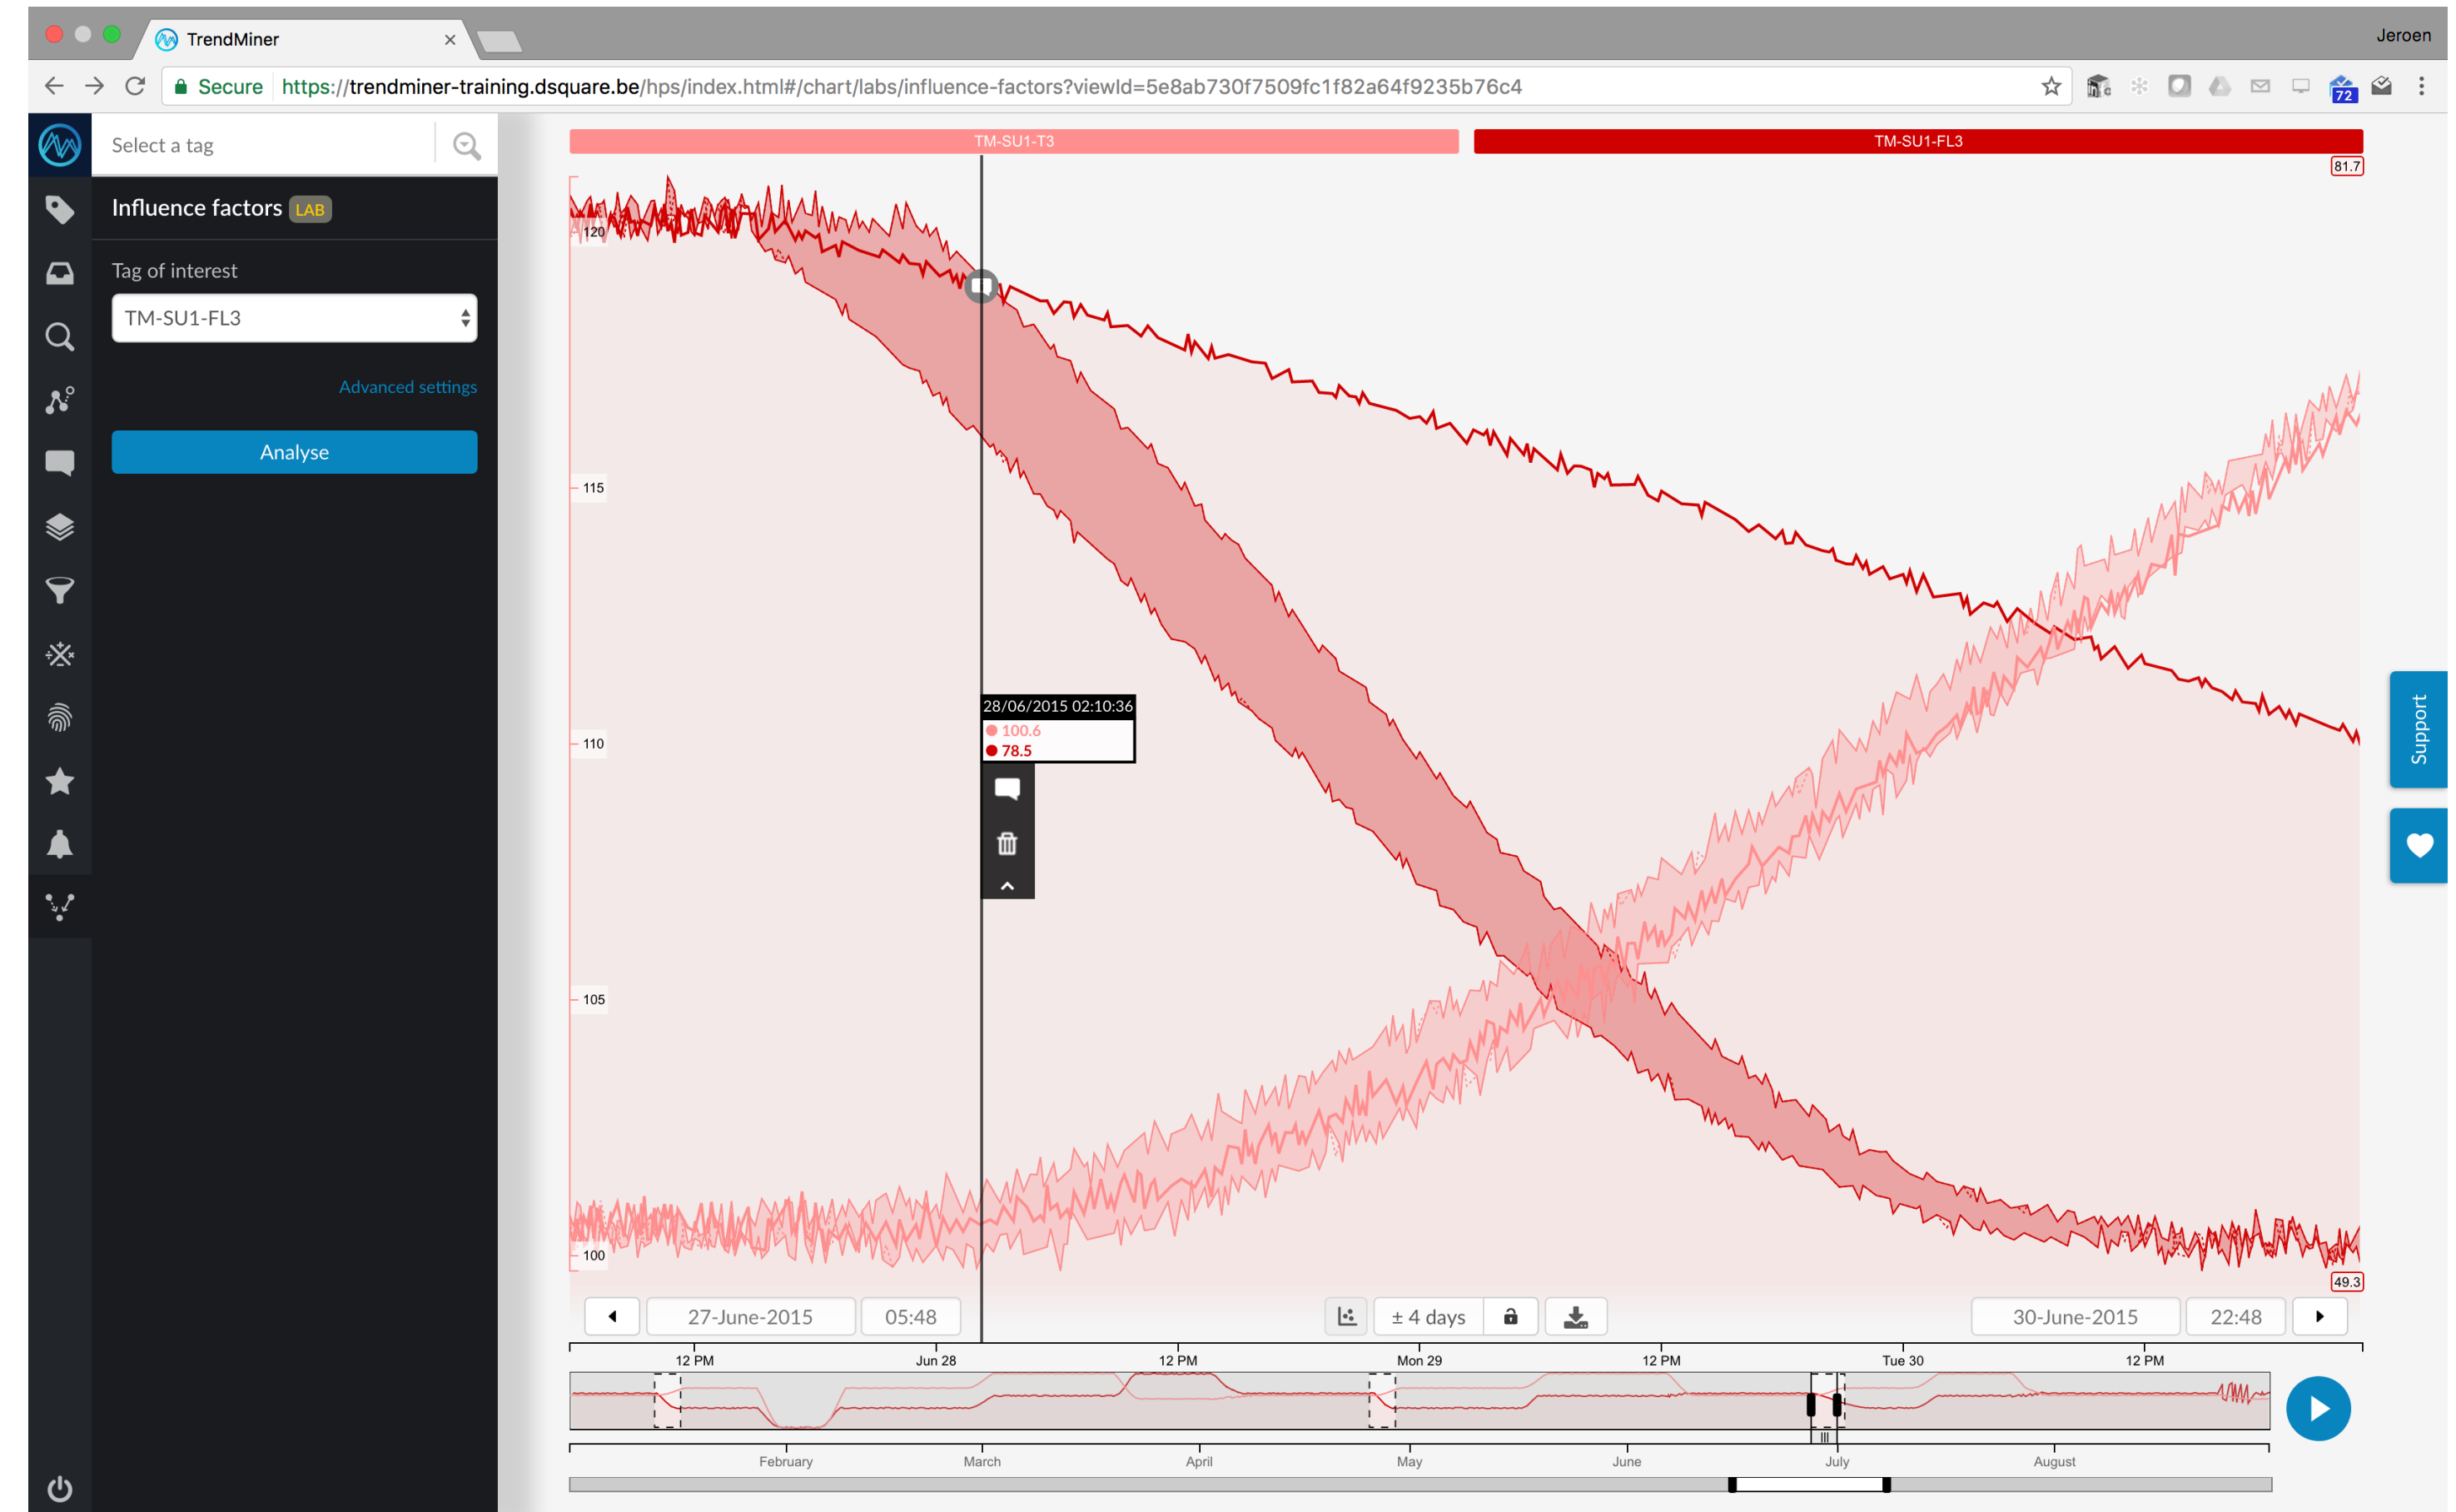 TrendMiner
Jeroen
Secure https://trendminer-training.dsquare.be/hps/index.html#/chart/labs/influence-factors?viewId=5e8ab730f7509fc1f82a64f9235b76c4
72
Select a tag
TM-SU1-T3
TM-SU1-FL3
81.7
Influence factors LAB
Tag of interest
TM-SU1-FL3
Advanced settings
Analyse
120
115
110
105
100
28/06/2015 02:10:36
100.6
78.5
Support
49.3
27-June-2015 05:48 ± 4 days 30-June-2015 22:48
12 PM Jun 28 12 PM Mon 29 12 PM Tue 30 12 PM
February March April May June July August